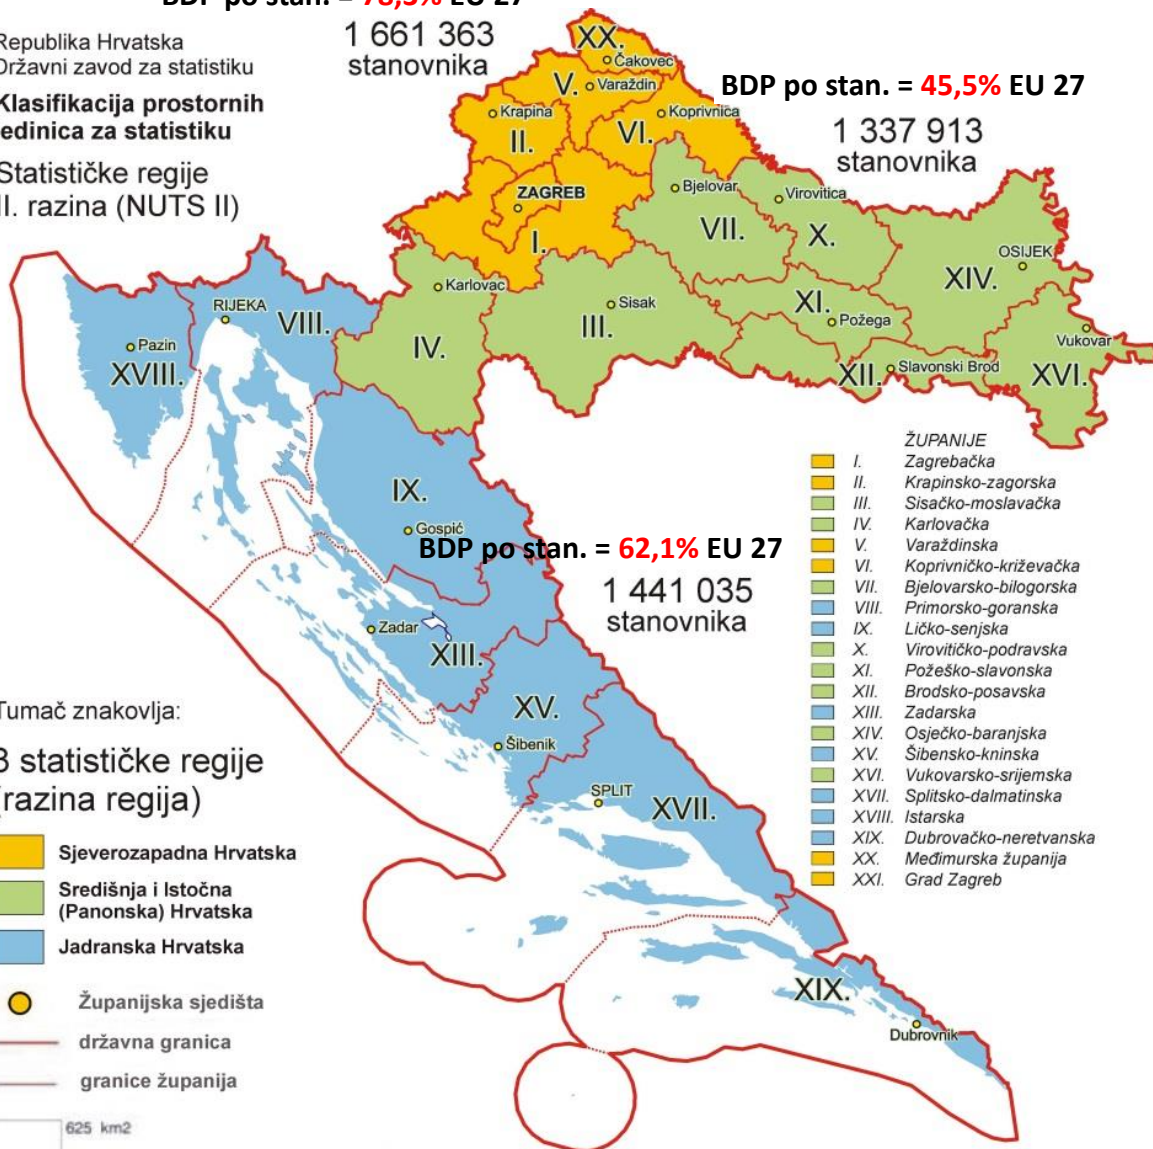 BDP po stan. = 78,3% EU 27
1 661 363
stanovnika
Republika Hrvatska
Državni zavod za statistiku
Klasifikacija prostornih
jedinica za statistiku
Statističke regije
II. razina (NUTS II)
BDP po stan. = 45,5% EU 27
1 337 913
stanovnika
XX.
Čakovec
V.
Varaždin
Krapina
II.
VI.
Koprivnica
ZAGREB
I.
Bjelovar
VII.
Virovitica
X.
OSIJEK
XIV.
Karlovac
IV.
Sisak
III.
XI.
Požega
Vukovar
XII.
Slavonski Brod
XVI.
RIJEKA
VIII.
Pazin
XVIII.
IX.
Gospić
BDP po stan. = 62,1% EU 27
1 441 035
stanovnika
Zadar
XIII.
XV.
Šibenik
SPLIT
XVII.
XIX.
Dubrovnik
ŽUPANIJE
I. Zagrebačka
II. Krapinsko-zagorska
III. Sisačko-moslavačka
IV. Karlovačka
V. Varaždinska
VI. Koprivničko-križevačka
VII. Bjelovarsko-bilogorska
VIII. Primorsko-goranska
IX. Ličko-senjska
X. Virovitičko-podravska
XI. Požeško-slavonska
XII. Brodsko-posavska
XIII. Zadarska
XIV. Osječko-baranjska
XV. Šibensko-kninska
XVI. Vukovarsko-srijemska
XVII. Splitsko-dalmatinska
XVIII. Istarska
XIX. Dubrovačko-neretvanska
XX. Međimurska županija
XXI. Grad Zagreb
Tumač znakovlja:
3 statističke regije
(razina regija)
Sjeverozapadna Hrvatska
Središnja i Istočna
(Panonska) Hrvatska
Jadranska Hrvatska
Županijska sjedišta
državna granica
granice županija
625 km2